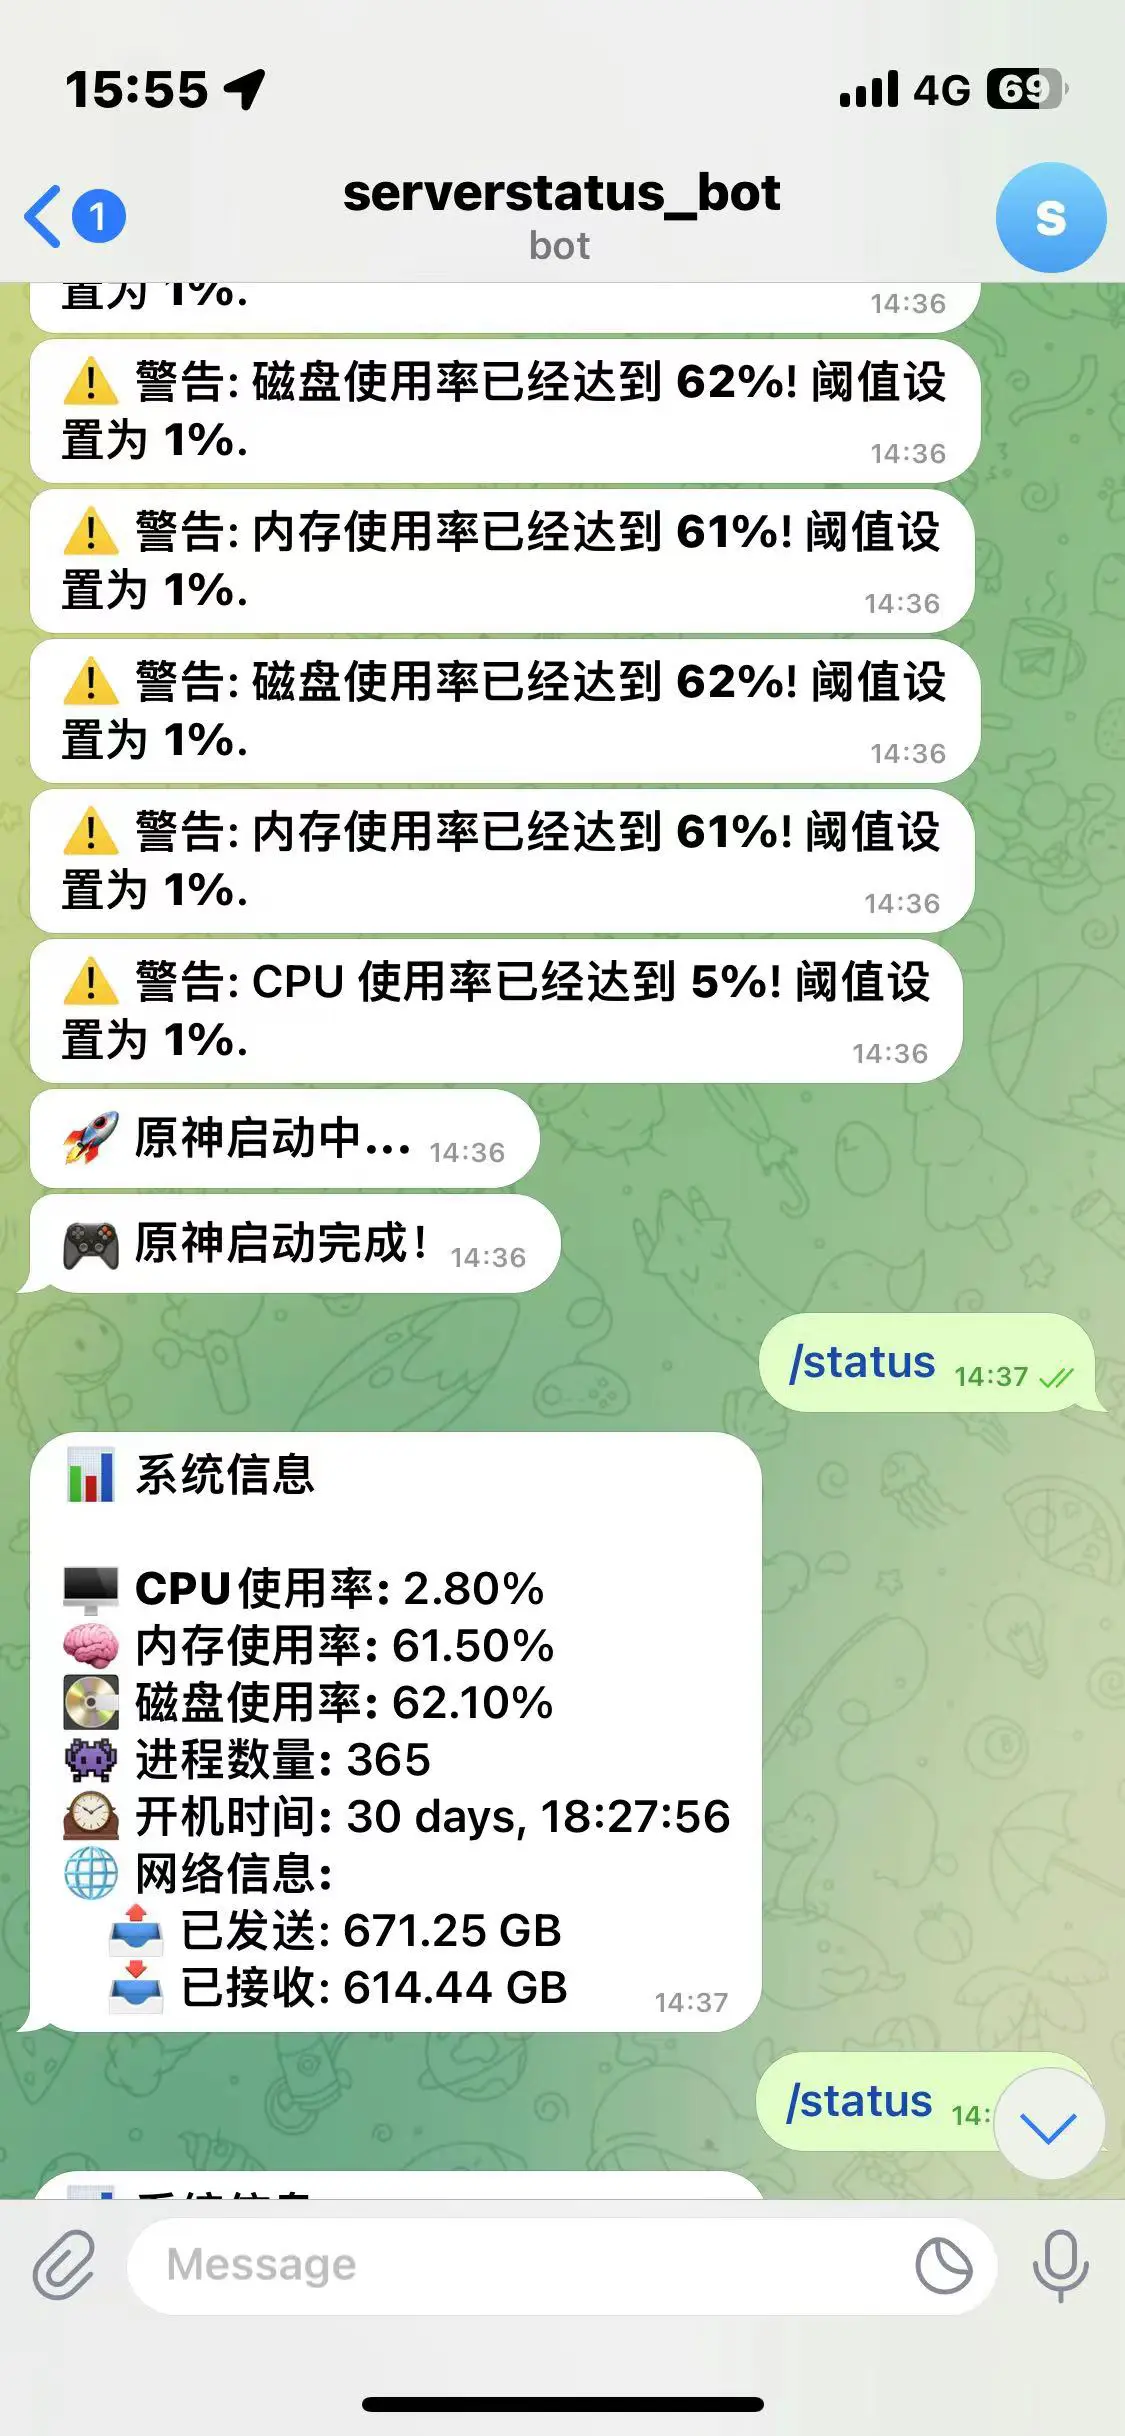 15:55
4G 69
1
serverstatus_bot
S
bot
置为 1%.
14:36
警告: 磁盘使用率已经达到 62%! 阈值设
置为 1%.
14:36
警告: 内存使用率已经达到 61%! 阈值设
置为 1%.
14:36
警告: 磁盘使用率已经达到 62%! 阈值设
置为 1%.
14:36
警告: 内存使用率已经达到 61%! 阈值设
置为 1%.
14:36
警告: CPU 使用率已经达到 5%! 阈值设
置为 1%.
14:36
原神启动中... 14:36
原神启动完成! 14:36
/status 14:37
系统信息
CPU使用率: 2.80%
内存使用率: 61.50%
磁盘使用率: 62.10%
进程数量: 365
开机时间: 30 days, 18:27:56
网络信息:
已发送: 671.25 GB
已接收: 614.44 GB
14:37
/status 14:
系统信息
Message